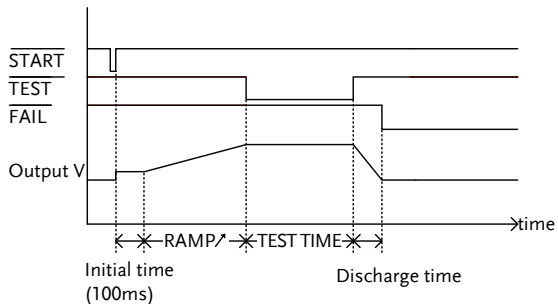 START
TEST
FAIL
Output V
time
RAMP↗ TEST TIME
Initial time
(100ms)
Discharge time